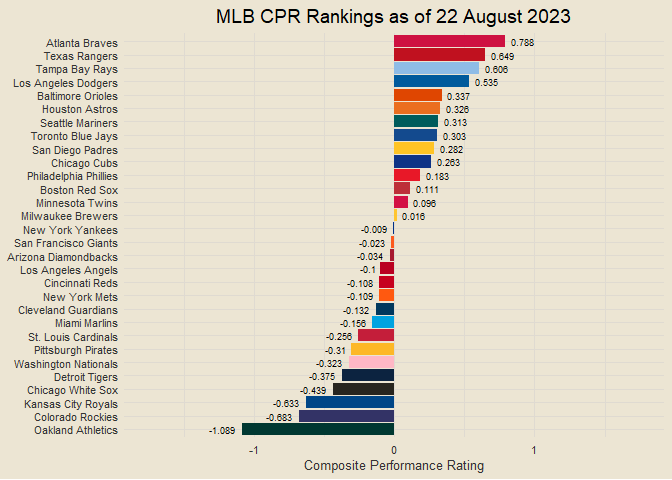 MLB CPR Rankings as of 22 August 2023
Atlanta Braves 0.788
Texas Rangers 0.649
Tampa Bay Rays 0.606
Los Angeles Dodgers 0.535
Baltimore Orioles 0.337
Houston Astros 0.326
Seattle Mariners 0.313
Toronto Blue Jays 0.303
San Diego Padres 0.282
Chicago Cubs 0.263
Philadelphia Phillies 0.183
Boston Red Sox 0.111
Minnesota Twins 0.096
Milwaukee Brewers 0.016
New York Yankees -0.009
San Francisco Giants -0.023
Arizona Diamondbacks -0.034
Los Angeles Angels -0.1
Cincinnati Reds -0.108
New York Mets -0.109
Cleveland Guardians -0.132
Miami Marlins -0.156
St. Louis Cardinals -0.256
Pittsburgh Pirates -0.31
Washington Nationals -0.323
Detroit Tigers -0.375
Chicago White Sox -0.439
Kansas City Royals -0.633
Colorado Rockies -0.683
Oakland Athletics -1.089
-1 0 1
Composite Performance Rating